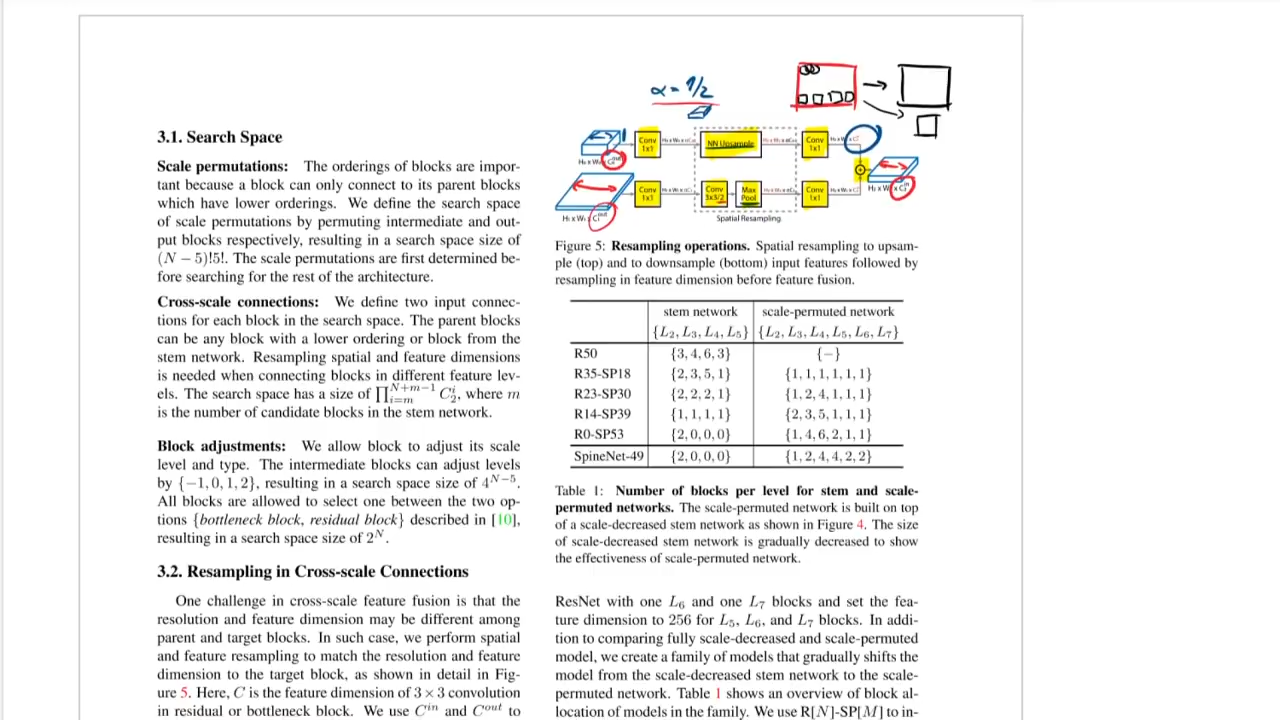 3.1. Search Space
Scale permutations: The orderings of blocks are impor-
tant because a block can only connect to its parent blocks
which have lower orderings. We define the search space
of scale permutations by permuting intermediate and out-
put blocks respectively, resulting in a search space size of
(N − 5)!5!. The scale permutations are first determined be-
fore searching for the rest of the architecture.
Cross-scale connections: We define two input connec-
tions for each block in the search space. The parent blocks
can be any block with a lower ordering or block from the
stem network. Resampling spatial and feature dimensions
is needed when connecting blocks in different feature lev-
els. The search space has a size of ∏_{i=m}^{N+m−1} C_2^i, where m
is the number of candidate blocks in the stem network.
Block adjustments: We allow block to adjust its scale
level and type. The intermediate blocks can adjust levels
by {−1, 0, 1, 2}, resulting in a search space size of 4^{N−5}.
All blocks are allowed to select one between the two op-
tions {bottleneck block, residual block} described in [10],
resulting in a search space size of 2^N.
3.2. Resampling in Cross-scale Connections
One challenge in cross-scale feature fusion is that the
resolution and feature dimension may be different among
parent and target blocks. In such case, we perform spatial
and feature resampling to match the resolution and feature
dimension to the target block, as shown in detail in Fig-
ure 5. Here, C is the feature dimension of 3 × 3 convolution
in residual or bottleneck block. We use C^{in} and C^{out} to
α = 1/2
Conv 1x1
NN Upsample
Conv 1x1
Conv 1x1
Conv 3x3/2
Max Pool
Conv 1x1
Spatial Resampling
Figure 5: Resampling operations. Spatial resampling to upsam-
ple (top) and to downsample (bottom) input features followed by
resampling in feature dimension before feature fusion.
stem network scale-permuted network
{L2, L3, L4, L5} {L2, L3, L4, L5, L6, L7}
R50 {3, 4, 6, 3} {−}
R35-SP18 {2, 3, 5, 1} {1, 1, 1, 1, 1, 1}
R23-SP30 {2, 2, 2, 1} {1, 2, 4, 1, 1, 1}
R14-SP39 {1, 1, 1, 1} {2, 3, 5, 1, 1, 1}
R0-SP53 {2, 0, 0, 0} {1, 4, 6, 2, 1, 1}
SpineNet-49 {2, 0, 0, 0} {1, 2, 4, 4, 2, 2}
Table 1: Number of blocks per level for stem and scale-
permuted networks. The scale-permuted network is built on top
of a scale-decreased stem network as shown in Figure 4. The size
of scale-decreased stem network is gradually decreased to show
the effectiveness of scale-permuted network.
ResNet with one L6 and one L7 blocks and set the fea-
ture dimension to 256 for L5, L6, and L7 blocks. In addi-
tion to comparing fully scale-decreased and scale-permuted
model, we create a family of models that gradually shifts the
model from the scale-decreased stem network to the scale-
permuted network. Table 1 shows an overview of block al-
location of models in the family. We use R[N]-SP[M] to in-